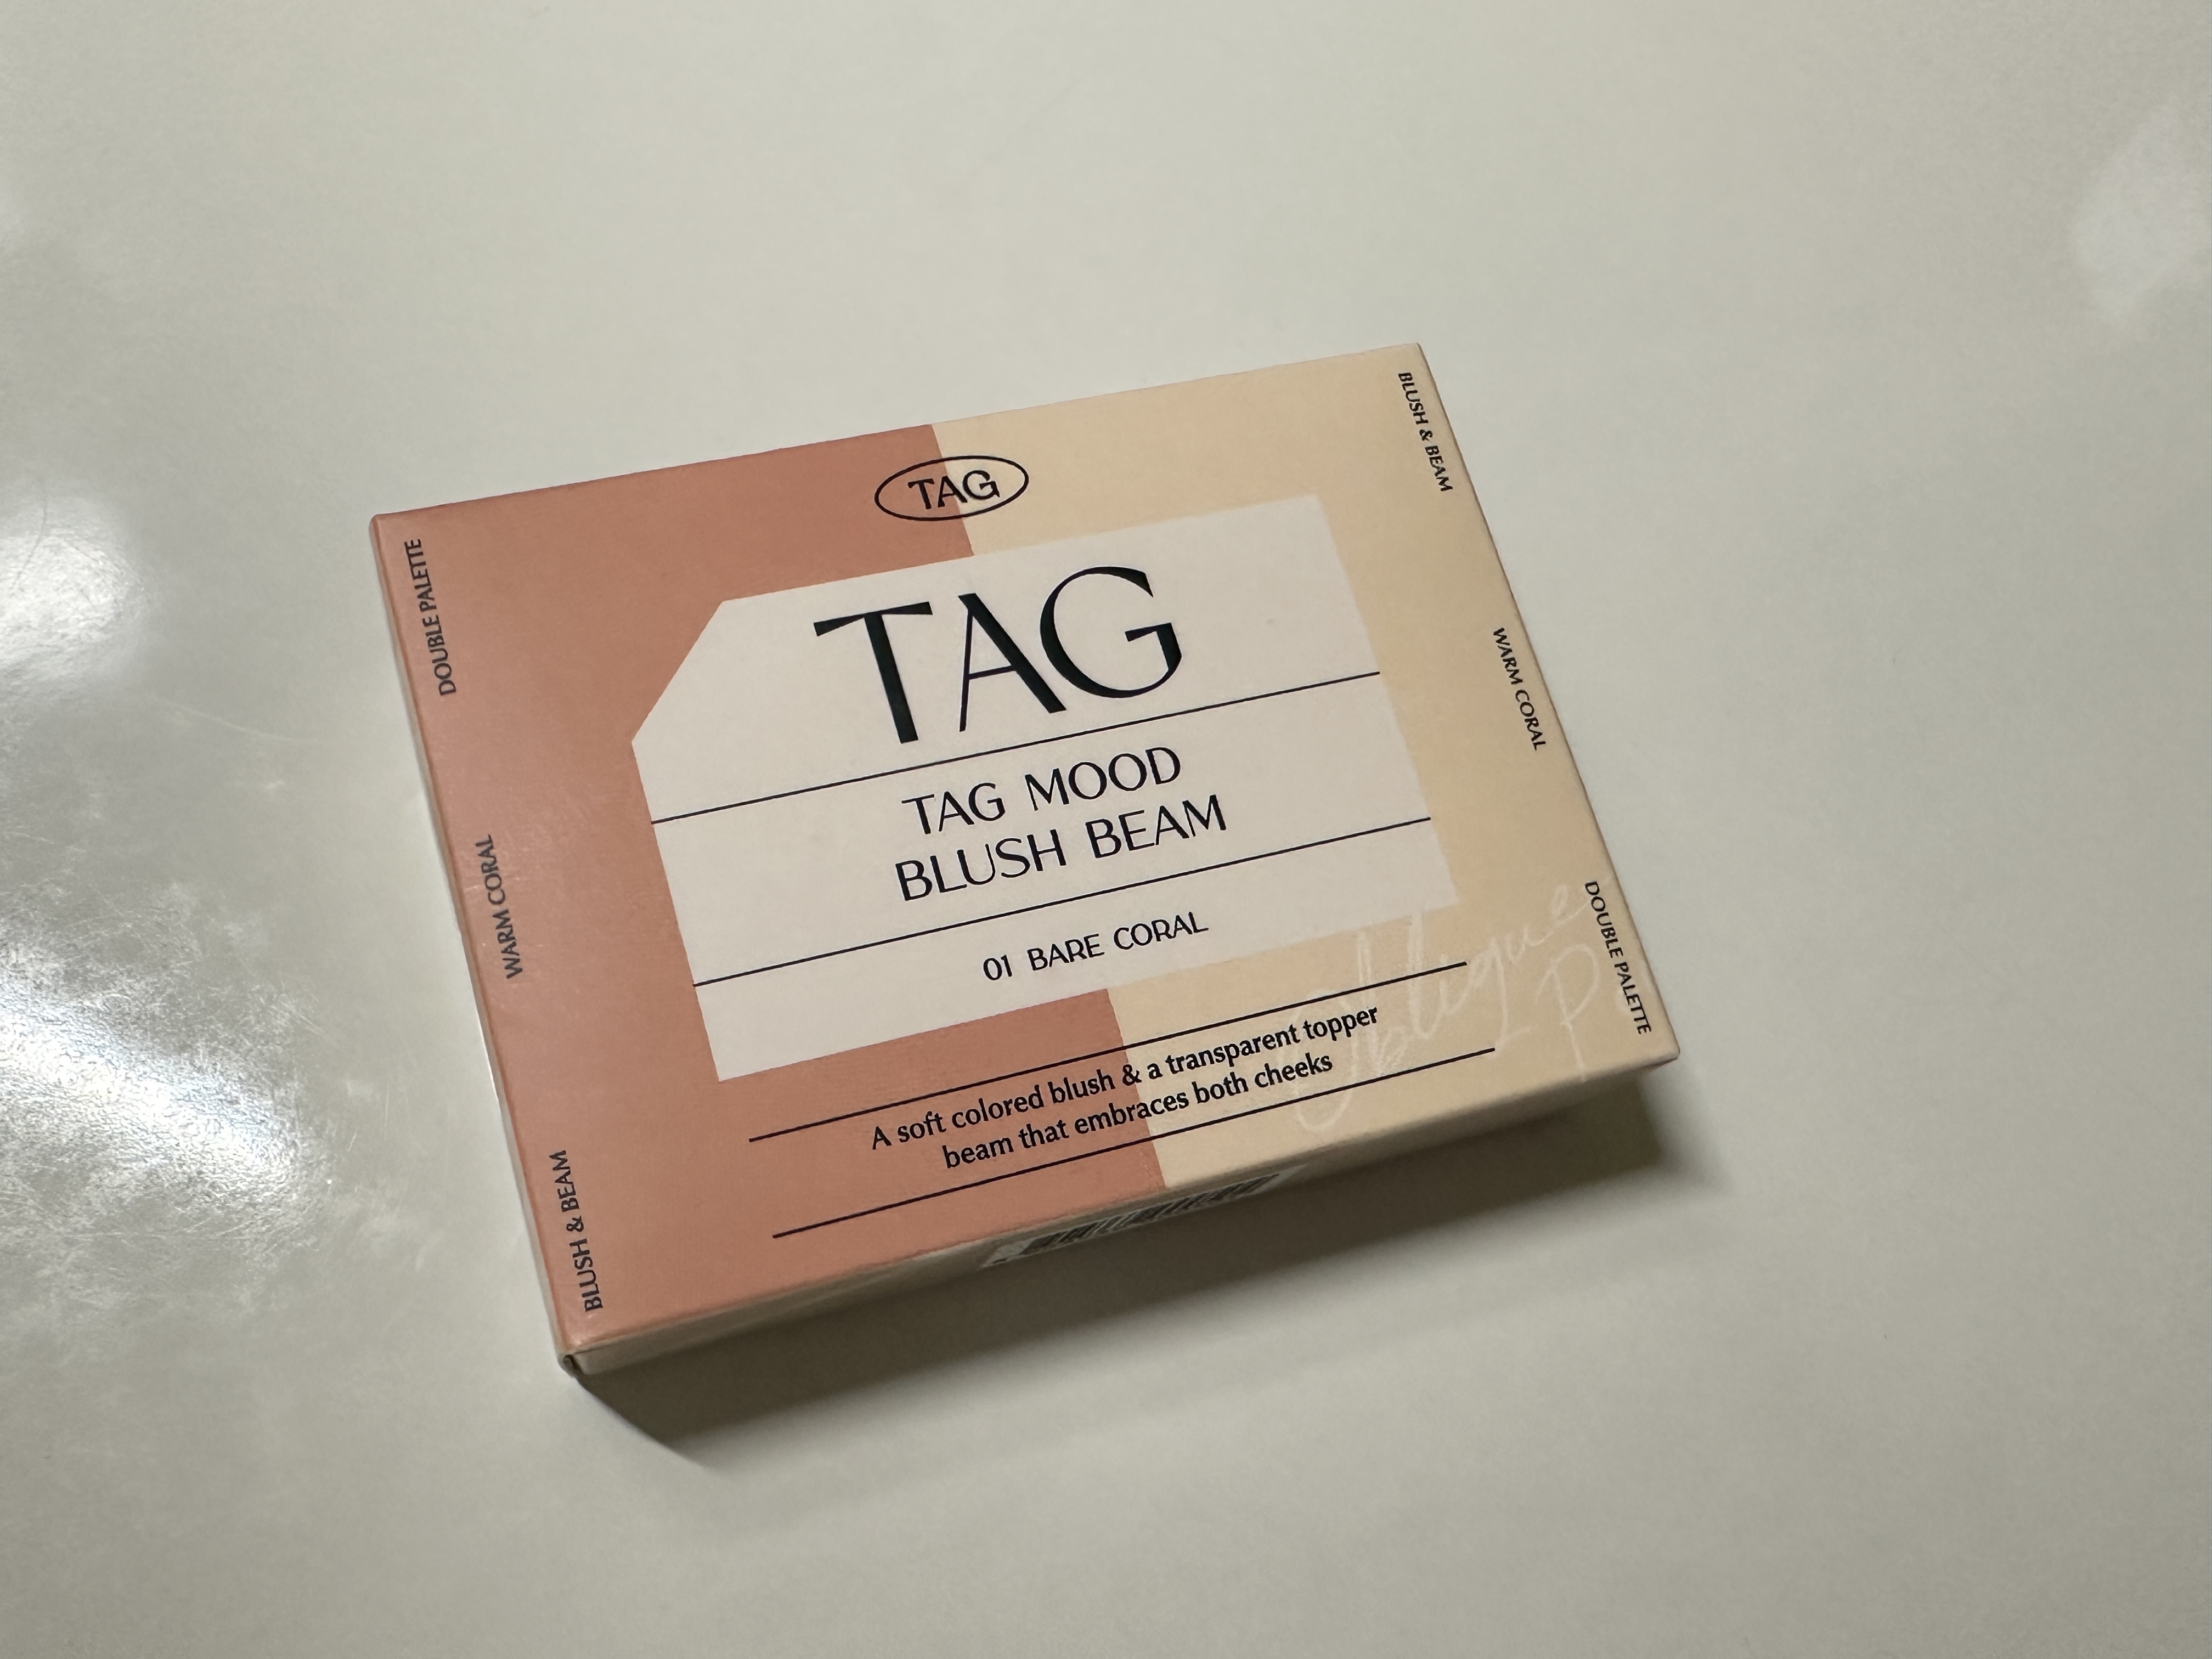 TAG
TAG
TAG MOOD
BLUSH BEAM
01 BARE CORAL
A soft colored blush & a transparent topper
beam that embraces both cheeks
DOUBLE PALETTE
WARM CORAL
BLUSH & BEAM
BLUSH & BEAM
WARM CORAL
DOUBLE PALETTE
Oblique
P